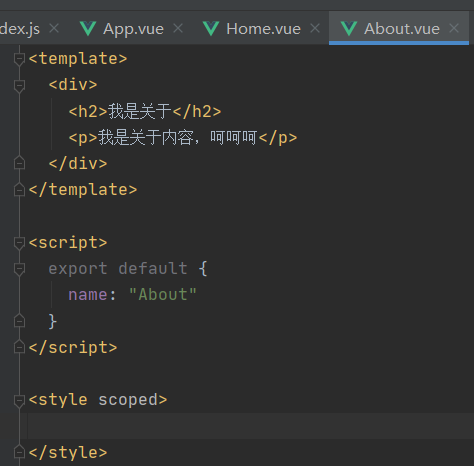 dex.js App.vue Home.vue About.vue
<template>
<div>
<h2>我是关于</h2>
<p>我是关于内容，呵呵呵</p>
</div>
</template>
<script>
export default {
name: "About"
}
</script>
<style scoped>
</style>